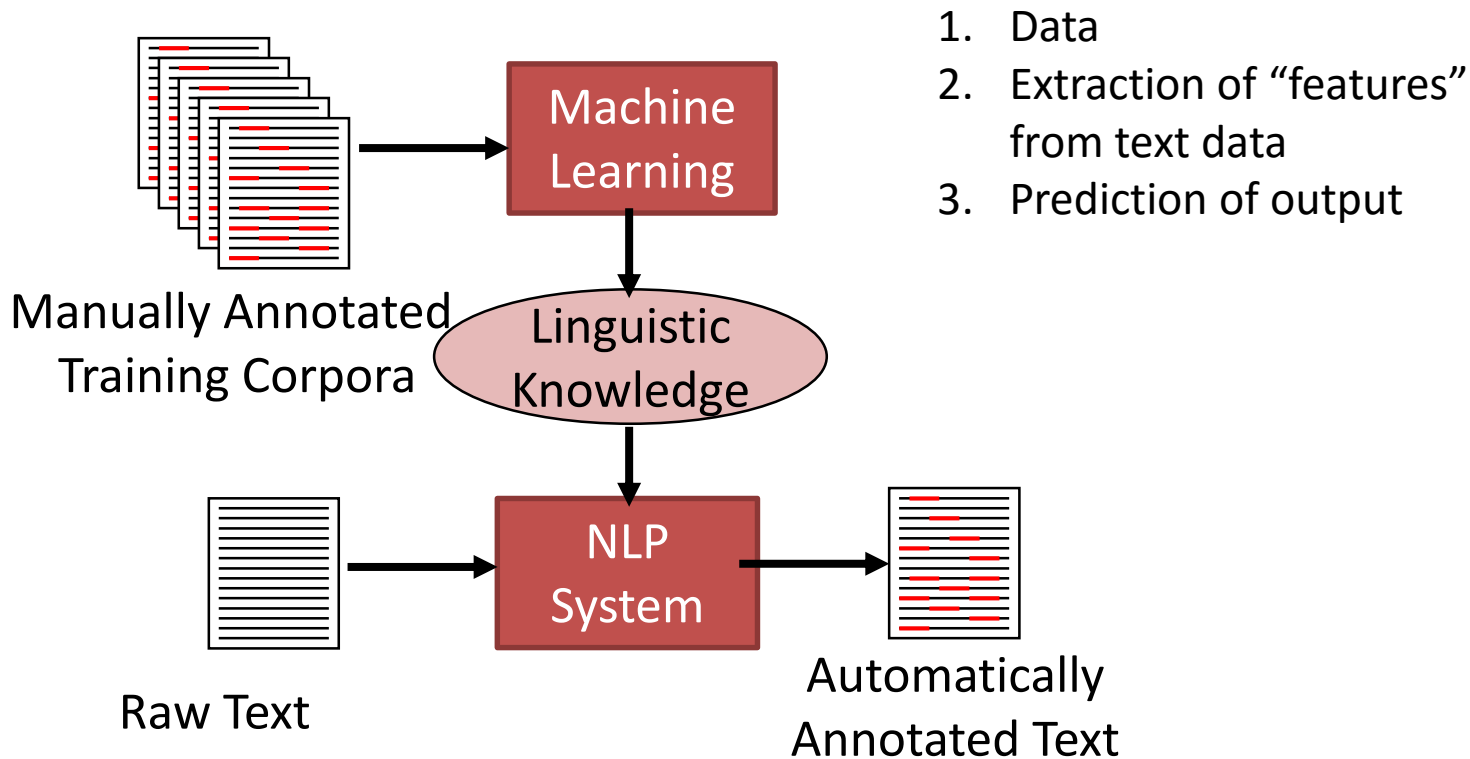 1. Data
2. Extraction of “features”
from text data
3. Prediction of output
Machine
Learning
Manually Annotated
Training Corpora
Linguistic
Knowledge
NLP
System
Raw Text
Automatically
Annotated Text